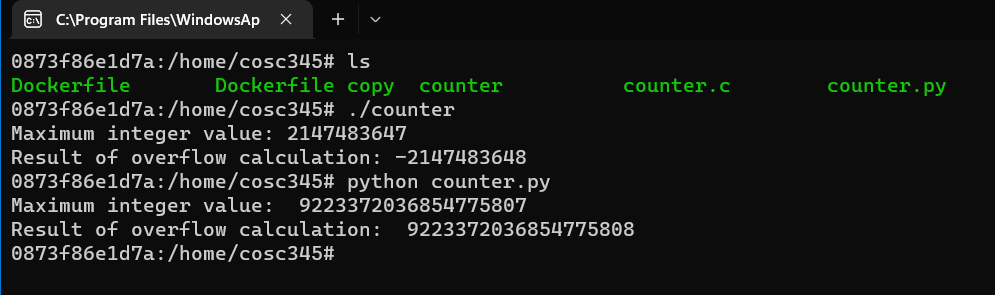 C:\Program Files\WindowsAp
0873f86e1d7a:/home/cosc345# ls
Dockerfile       Dockerfile copy  counter          counter.c        counter.py
0873f86e1d7a:/home/cosc345# ./counter
Maximum integer value: 2147483647
Result of overflow calculation: -2147483648
0873f86e1d7a:/home/cosc345# python counter.py
Maximum integer value:  9223372036854775807
Result of overflow calculation:  9223372036854775808
0873f86e1d7a:/home/cosc345#